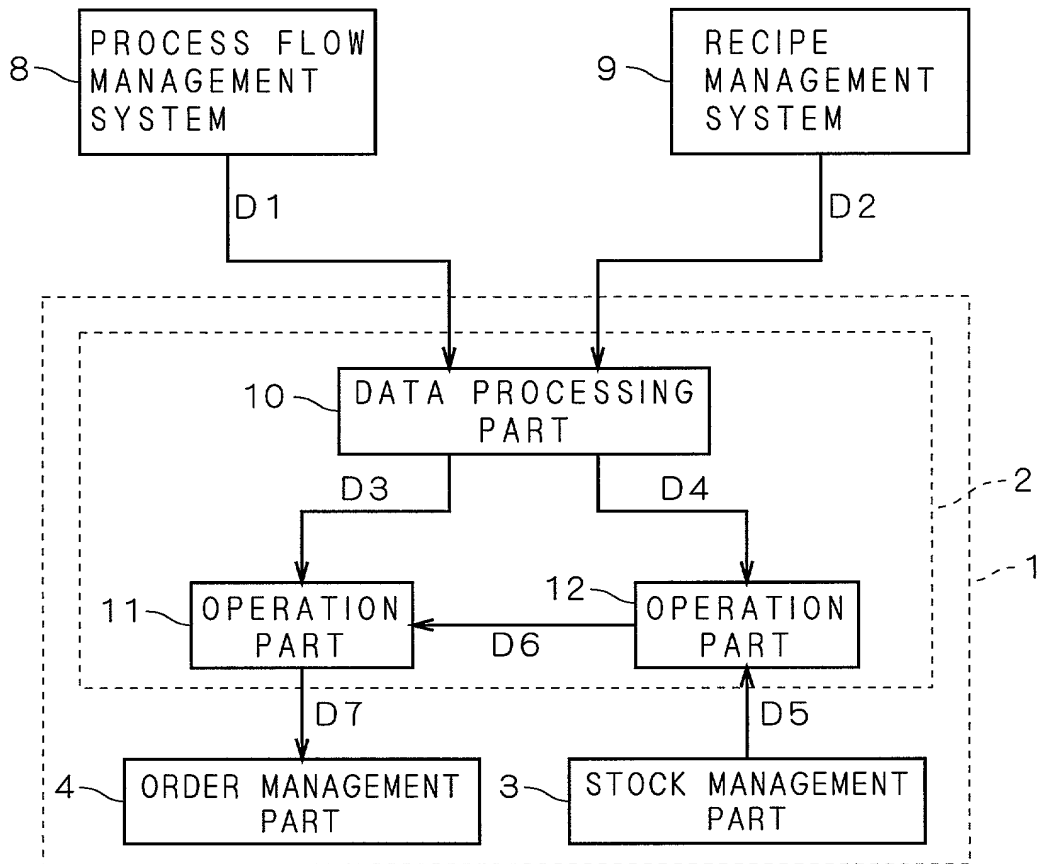 PROCESS FLOW
MANAGEMENT
SYSTEM
8
RECIPE
MANAGEMENT
SYSTEM
9
D1
D2
DATA PROCESSING
PART
10
D3
D4
2
1
OPERATION
PART
11
12
OPERATION
PART
D6
D7
D5
4
ORDER MANAGEMENT
PART
3
STOCK MANAGEMENT
PART